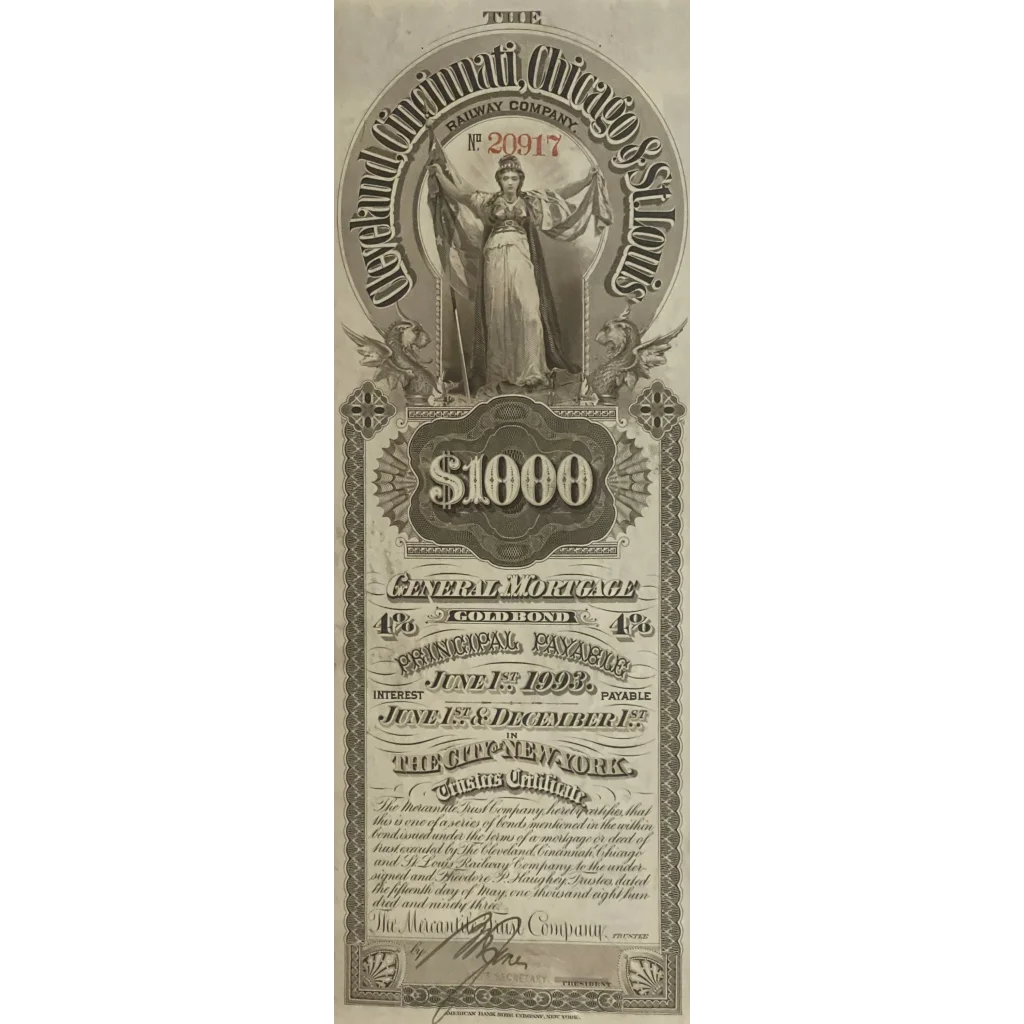 THE
Cleveland, Cincinnati, Chicago & St. Louis
RAILWAY COMPANY.
No. 20917
$1000
GENERAL MORTGAGE
4% GOLD BOND 4%
PRINCIPAL PAYABLE
JUNE 1ST 1993.
INTEREST PAYABLE
JUNE 1ST & DECEMBER 1ST
IN
THE CITY OF NEW YORK.
Trustees Certificate
The Mercantile Trust Company, hereby certifies, that
this is one of a series of bonds mentioned in the within
bond, issued under the terms of a mortgage or deed of
trust executed by The Cleveland, Cincinnati, Chicago
and St. Louis Railway Company to the under-
signed and Theodore P. Haughey, Trustees, dated
the fifteenth day of May, one thousand eight hun
dred and ninety three.
The Mercantile Trust Company, TRUSTEE
by
SECRETARY PRESIDENT
AMERICAN BANK NOTE COMPANY, NEW YORK.